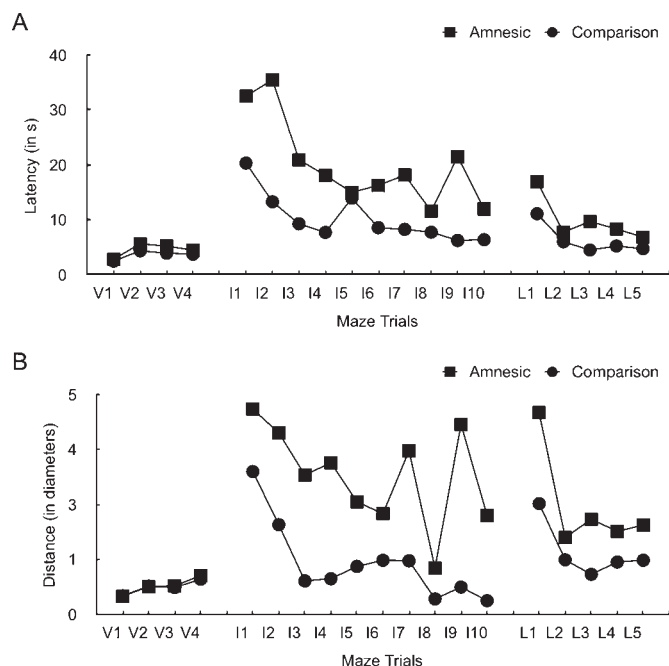 A
Amnesic Comparison
40
30
20
10
0
Latency (in s)
V1 V2 V3 V4 I1 I2 I3 I4 I5 I6 I7 I8 I9 I10 L1 L2 L3 L4 L5
Maze Trials
B
Amnesic Comparison
5
4
3
1
0
Distance (in diameters)
V1 V2 V3 V4 I1 I2 I3 I4 I5 I6 I7 I8 I9 I10 L1 L2 L3 L4 L5
Maze Trials